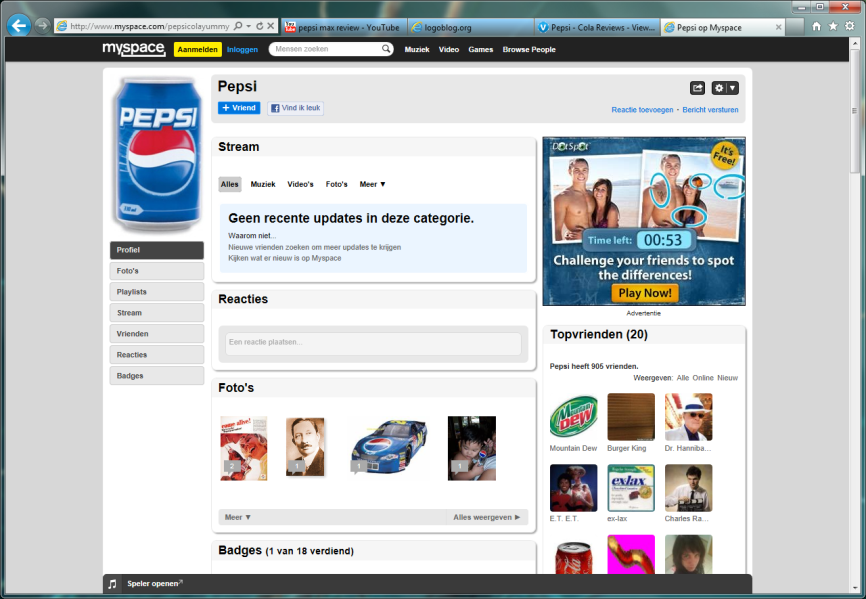 http://www.myspace.com/pepsicolayummy
pepsi max review - YouTube
logoblog.org
Pepsi - Cola Reviews - View...
Pepsi op Myspace
myspace
Aanmelden
Inloggen
Mensen zoeken
Muziek Video Games Browse People
PEPSI
Pepsi
+ Vriend
Vind ik leuk
Reactie toevoegen - Bericht versturen
Profiel
Foto's
Playlists
Stream
Vrienden
Reacties
Badges
Stream
Alles Muziek Video's Foto's Meer ▼
Geen recente updates in deze categorie.
Waarom niet...
Nieuwe vrienden zoeken om meer updates te krijgen
Kijken wat er nieuw is op Myspace
Reacties
Een reactie plaatsen...
Foto's
2
1
1
1
Meer ▼
Alles weergeven ►
Badges (1 van 18 verdiend)
DotSpot
It's Free!
Time left: 00:53
Challenge your friends to spot
the differences!
Play Now!
Advertentie
Topvrienden (20)
Pepsi heeft 905 vrienden.
Weergeven: Alle Online Nieuw
Mountain Dew
Mountain Dew
Burger King
Dr. Hanniba...
E.T. E.T.
ex-lax
ex-lax
Charles Ra...
Speler openen